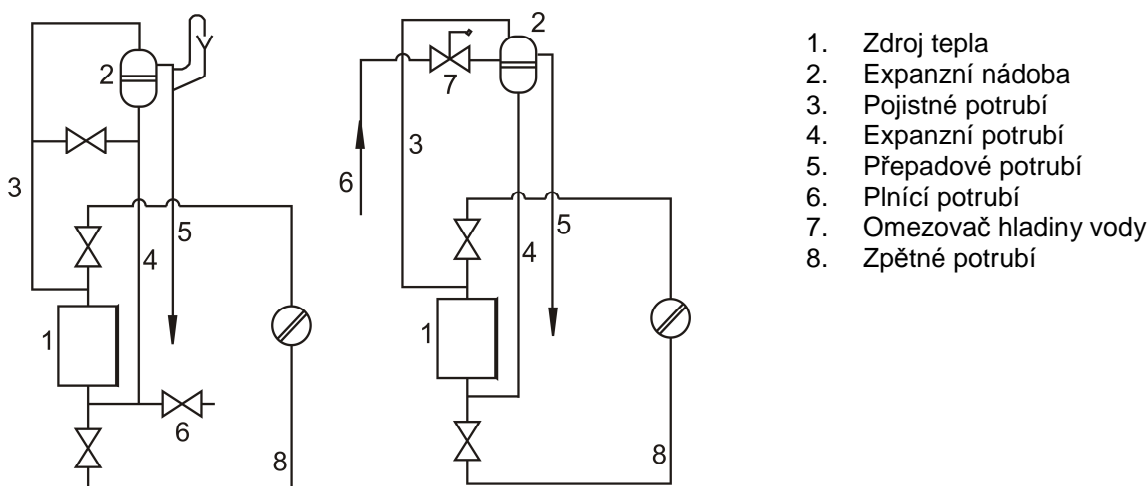 2
3
5
4
1
6
8
2
7
3
6
5
4
1
8
1. Zdroj tepla
2. Expanzní nádoba
3. Pojistné potrubí
4. Expanzní potrubí
5. Přepadové potrubí
6. Plnící potrubí
7. Omezovač hladiny vody
8. Zpětné potrubí